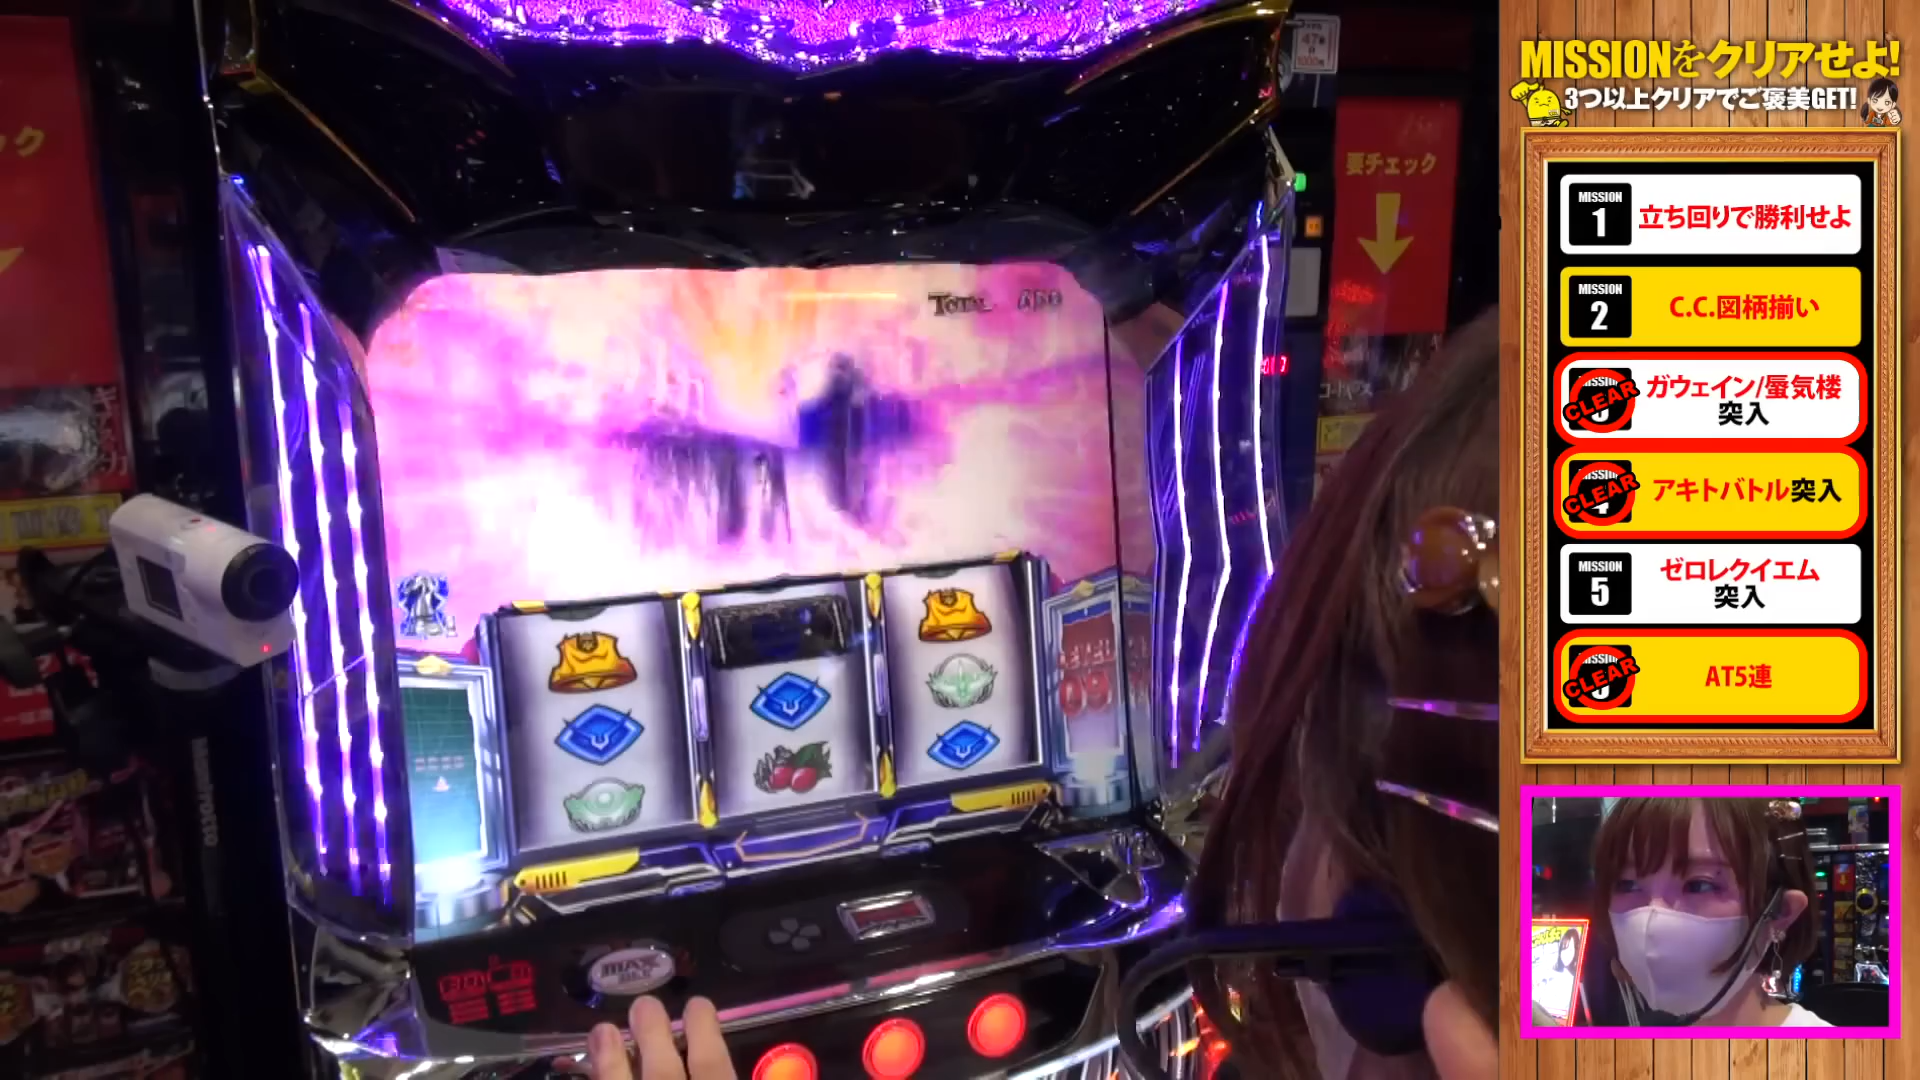 MISSIONをクリアせよ!
3つ以上クリアでご褒美GET!
MISSION
1
立ち回りで勝利せよ
MISSION
2
C.C.図柄揃い
CLEAR
ガウェイン/蜃気楼
突入
CLEAR
アキトバトル突入
MISSION
5
ゼロレクイエム
突入
CLEAR
AT5連
要チェック
ック
TOTAL
MAX
BET